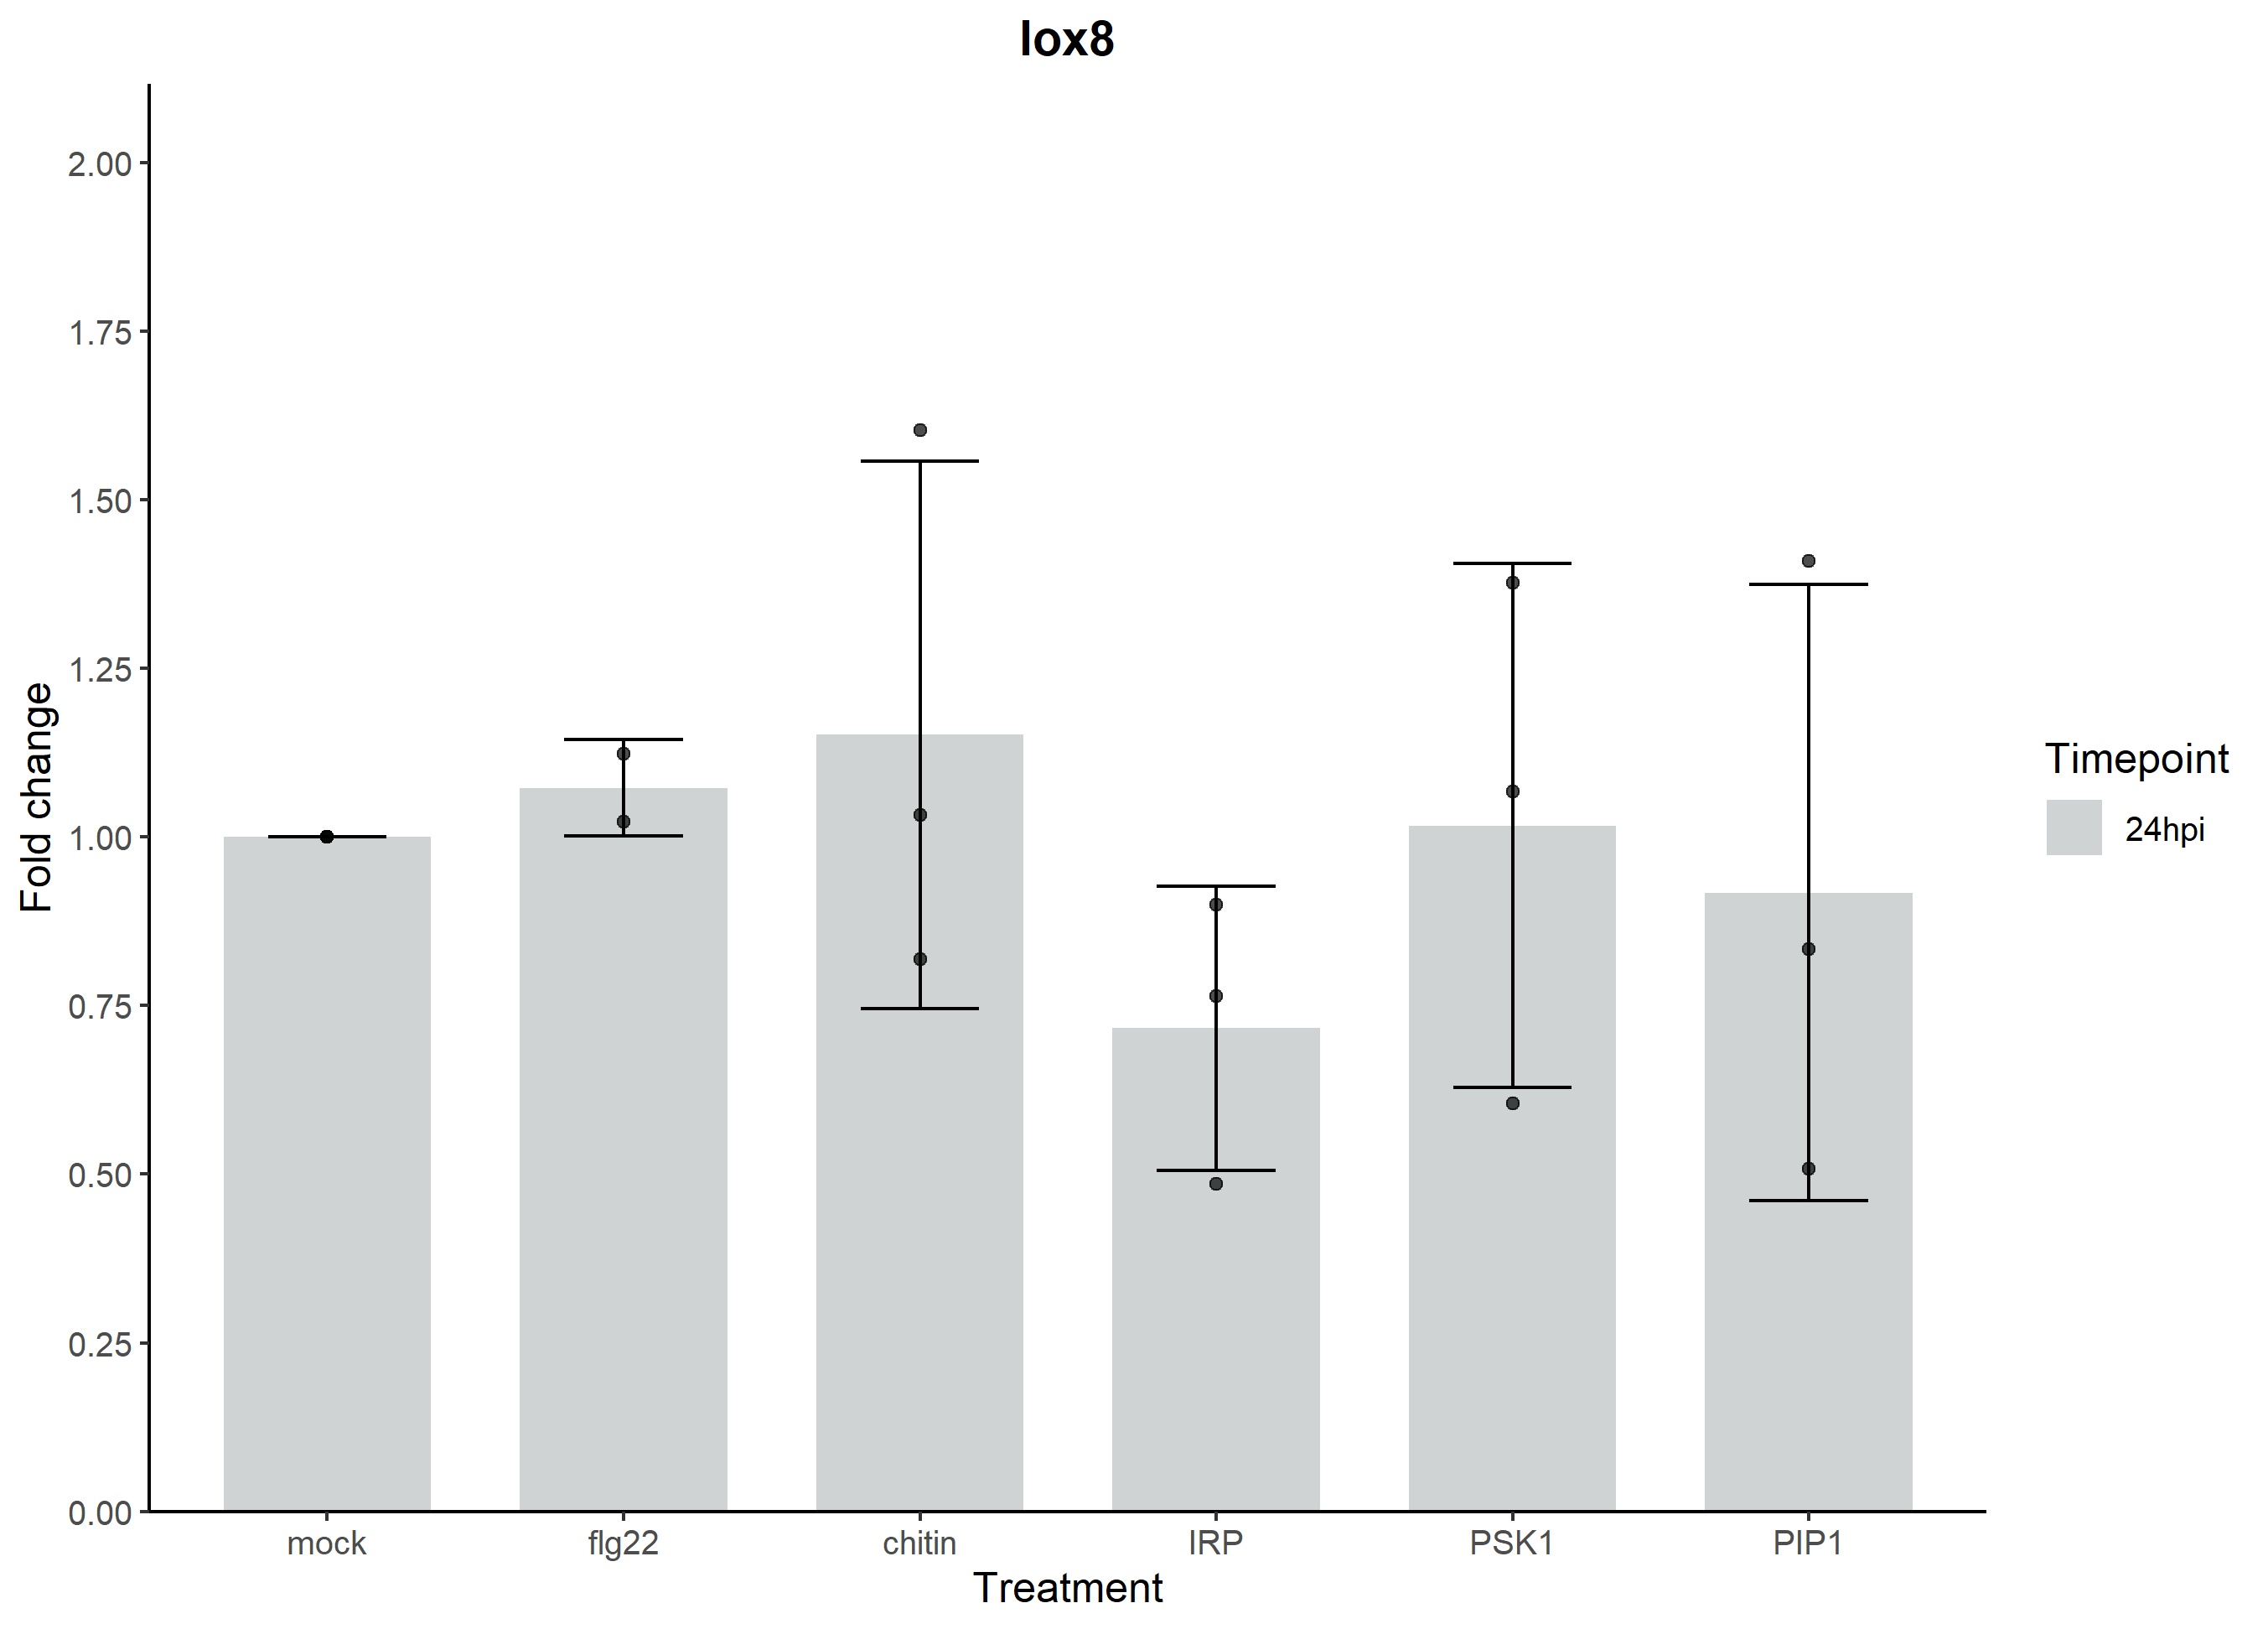 lox8
Fold change
2.00
1.75
1.50
1.25
1.00
0.75
0.50
0.25
0.00
mock flg22 chitin IRP PSK1 PIP1
Treatment
Timepoint
24hpi